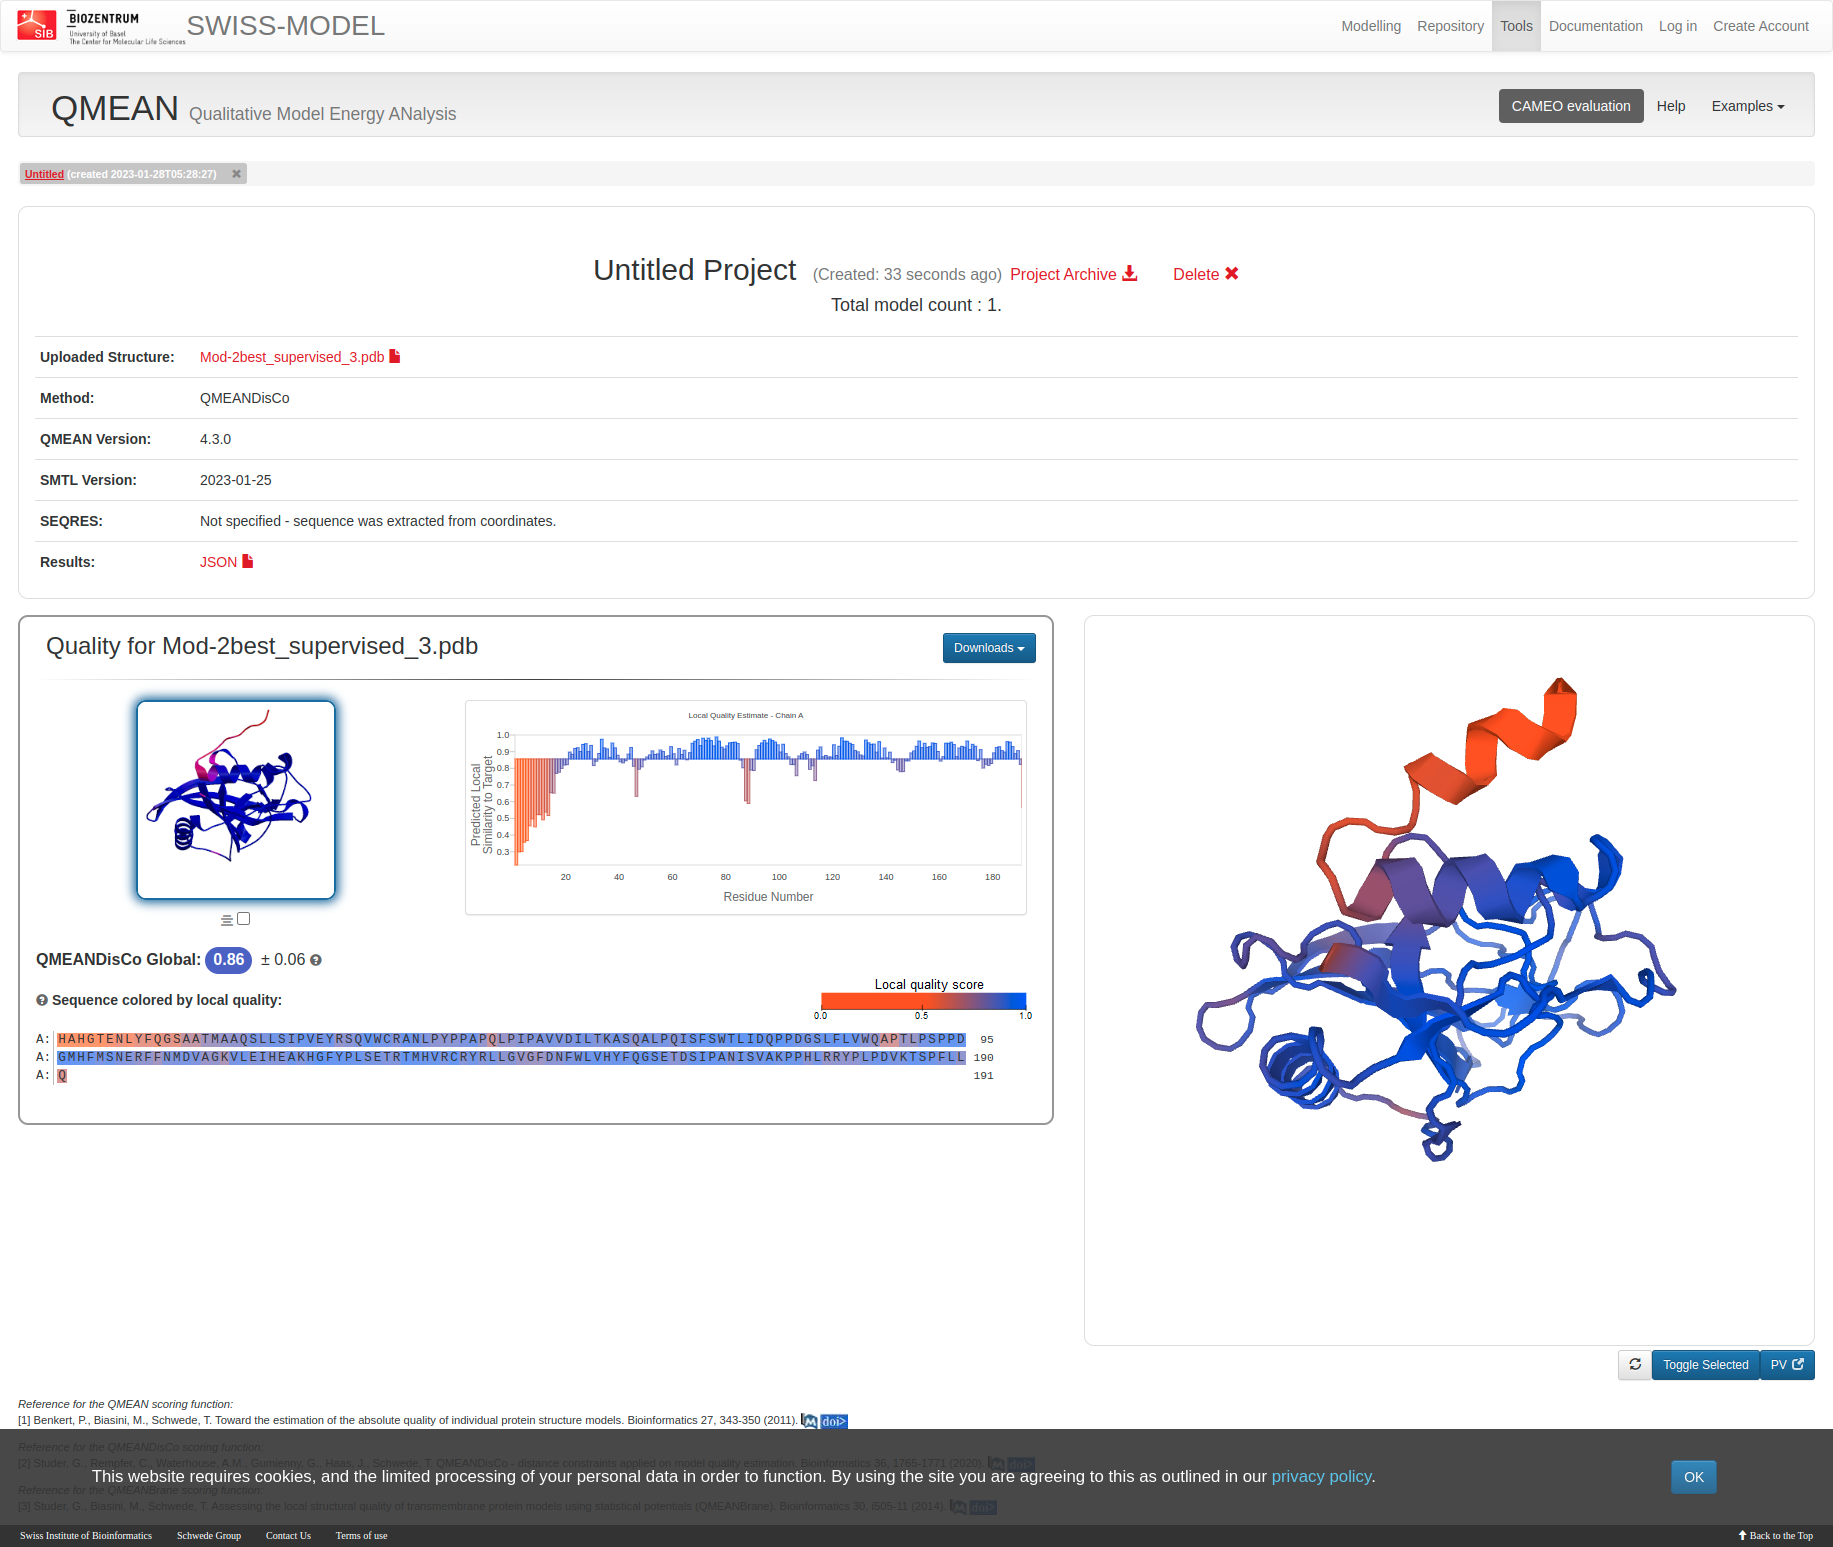 SIB
BIOZENTRUM
University of Basel
The Center for Molecular Life Sciences
SWISS-MODEL
Modelling Repository Tools Documentation Log in Create Account
QMEAN Qualitative Model Energy ANalysis
CAMEO evaluation Help Examples
Untitled (created 2023-01-28T05:28:27)
Untitled Project (Created: 33 seconds ago) Project Archive Delete
Total model count : 1.
Uploaded Structure: Mod-2best_supervised_3.pdb
Method: QMEANDisCo
QMEAN Version: 4.3.0
SMTL Version: 2023-01-25
SEQRES: Not specified - sequence was extracted from coordinates.
Results: JSON
Quality for Mod-2best_supervised_3.pdb
Downloads
Local Quality Estimate - Chain A
Predicted Local
Similarity to Target
1.0
0.9
0.8
0.7
0.6
0.5
0.4
0.3
20 40 60 80 100 120 140 160 180
Residue Number
QMEANDisCo Global: 0.86 ± 0.06
Sequence colored by local quality:
Local quality score
0.0 0.5 1.0
A: HAHGTENLYFQGSAATMAAQSLLSIPVEYRSQVWCRANLPYPPAPQLPIPAVVDILTKASQALPQISFSWTLIDQPPDGSLFLVWQAPTLPSPPD 95
A: GMHFMSNERFFNMDVAGKVLEIHEAKHGFYPLSETRTMHVRCRYRLLGVGFDNFWLVHYFQGSETDSIPANISVAKPPHLRRYPLPDVKTSPFLL 190
A: Q 191
Toggle Selected PV
Reference for the QMEAN scoring function:
[1] Benkert, P., Biasini, M., Schwede, T. Toward the estimation of the absolute quality of individual protein structure models. Bioinformatics 27, 343-350 (2011). M doi>
Reference for the QMEANDisCo scoring function:
[2] Studer, G., Rempfer, C., Waterhouse, A.M., Gumienny, G., Haas, J., Schwede, T. QMEANDisCo - distance constraints applied on model quality estimation. Bioinformatics 36, 1765-1771 (2020). M doi>
This website requires cookies, and the limited processing of your personal data in order to function. By using the site you are agreeing to this as outlined in our privacy policy.
OK
Reference for the QMEANBrane scoring function:
[3] Studer, G., Biasini, M., Schwede, T. Assessing the local structural quality of transmembrane protein models using statistical potentials (QMEANBrane). Bioinformatics 30, i505-11 (2014). M doi>
Swiss Institute of Bioinformatics Schwede Group Contact Us Terms of use
Back to the Top